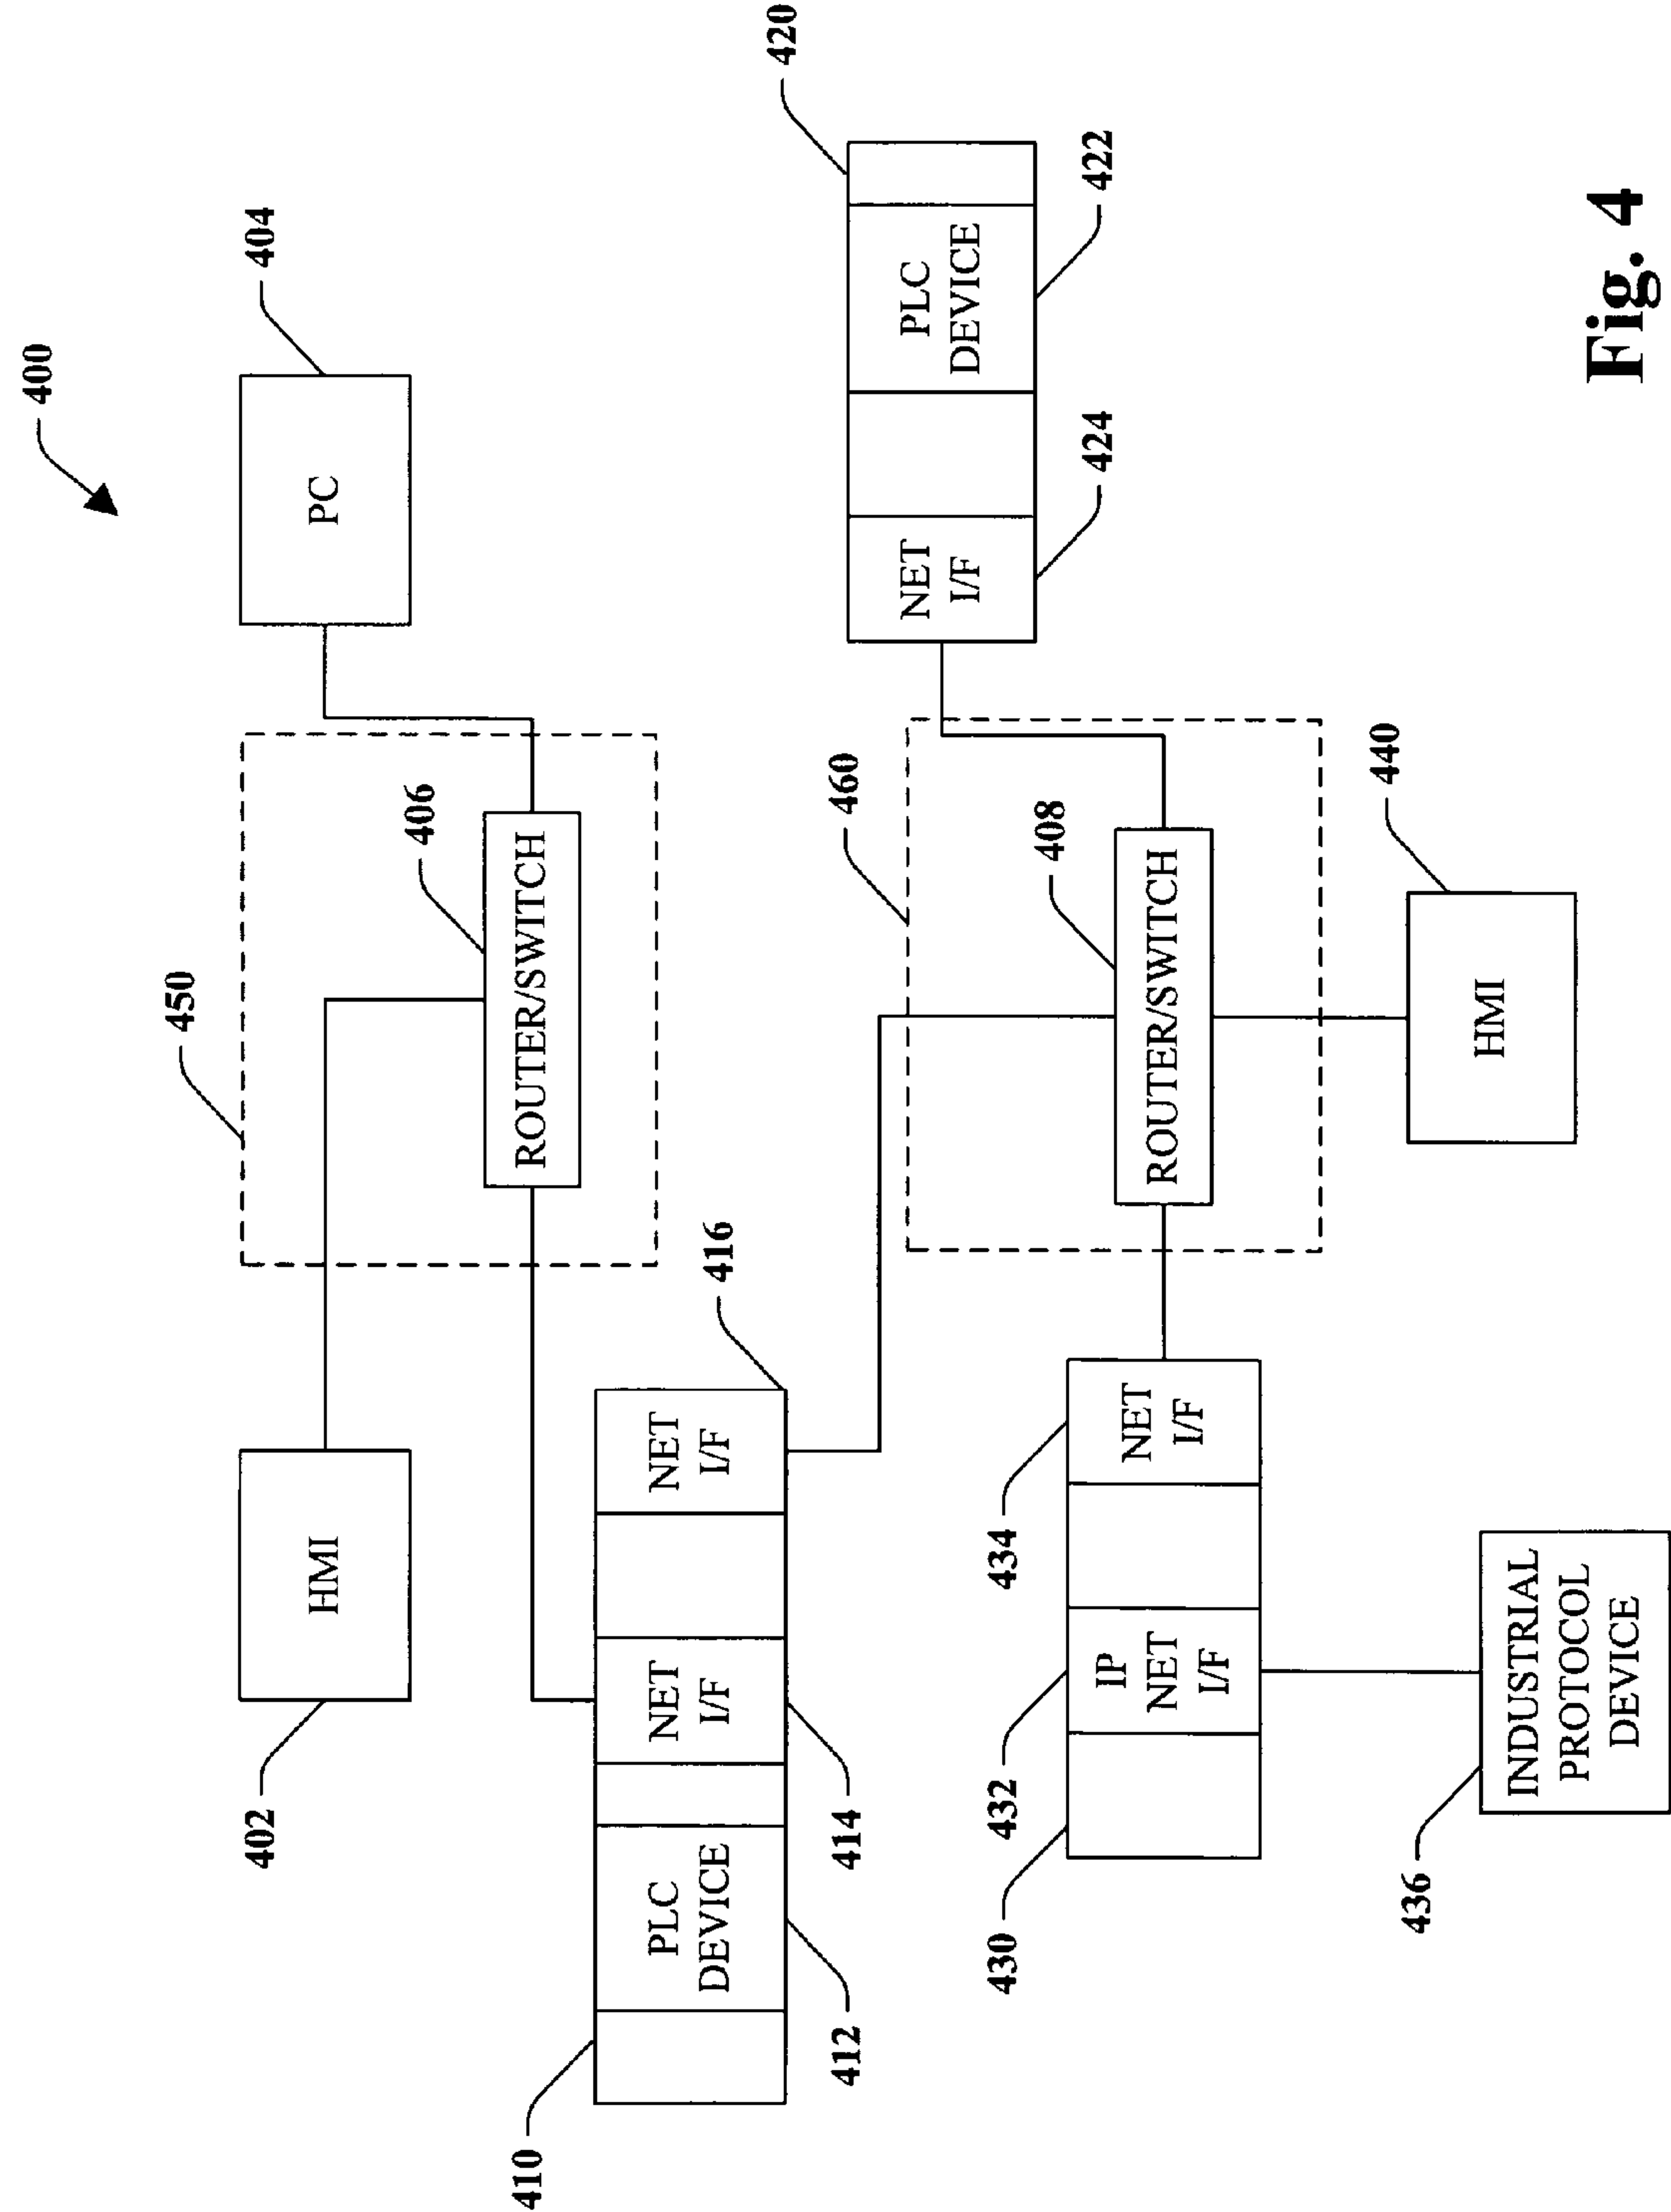 400
404
PC
450
406
ROUTER/SWITCH
402
HMI
410
PLC
DEVICE
412
NET
I/F
414
NET
I/F
416
420
PLC
DEVICE
422
NET
I/F
424
460
408
ROUTER/SWITCH
430
432
IP
NET
I/F
434
NET
I/F
440
HMI
436
INDUSTRIAL
PROTOCOL
DEVICE
Fig. 4